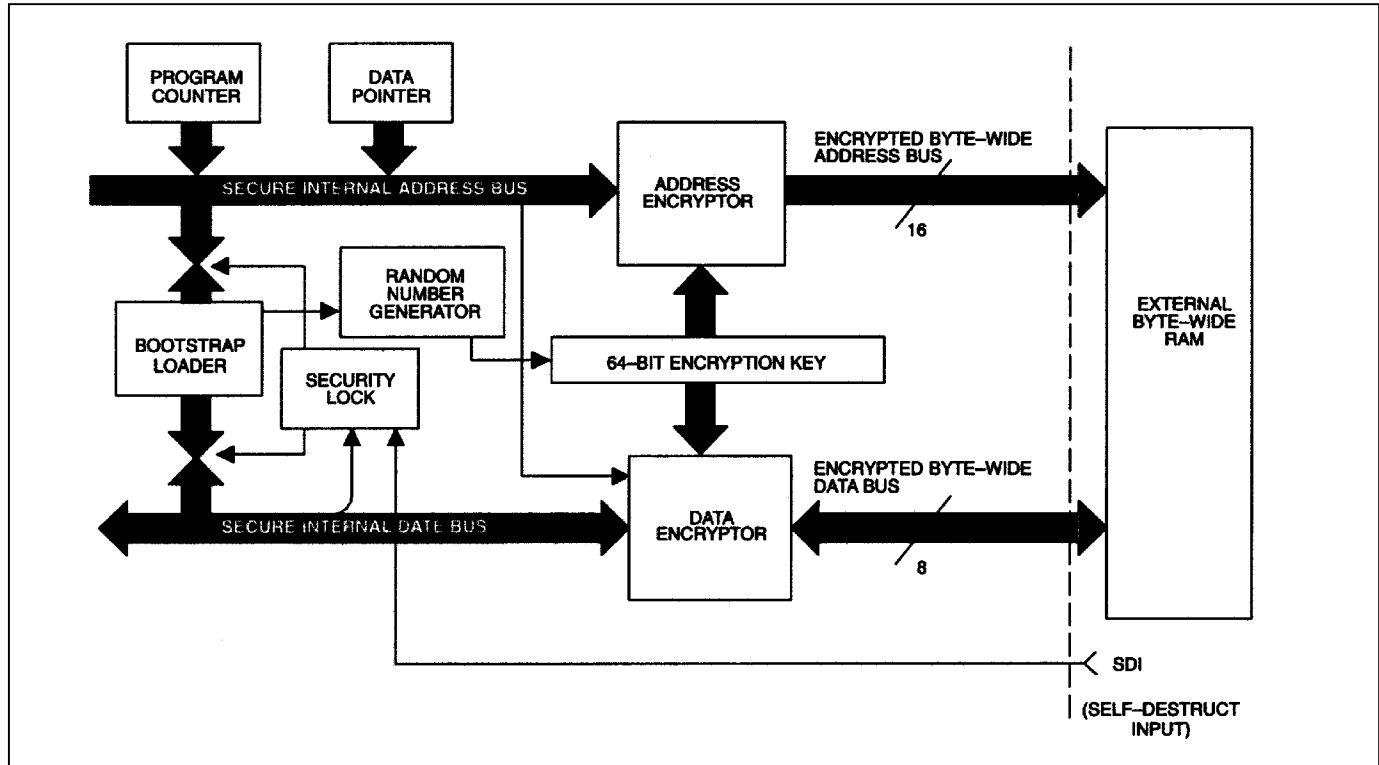 PROGRAM
COUNTER
DATA
POINTER
SECURE INTERNAL ADDRESS BUS
ADDRESS
ENCRYPTOR
ENCRYPTED BYTE–WIDE
ADDRESS BUS
16
EXTERNAL
BYTE–WIDE
RAM
RANDOM
NUMBER
GENERATOR
BOOTSTRAP
LOADER
SECURITY
LOCK
64–BIT ENCRYPTION KEY
SECURE INTERNAL DATE BUS
DATA
ENCRYPTOR
ENCRYPTED BYTE–WIDE
DATA BUS
8
SDI
(SELF–DESTRUCT
INPUT)